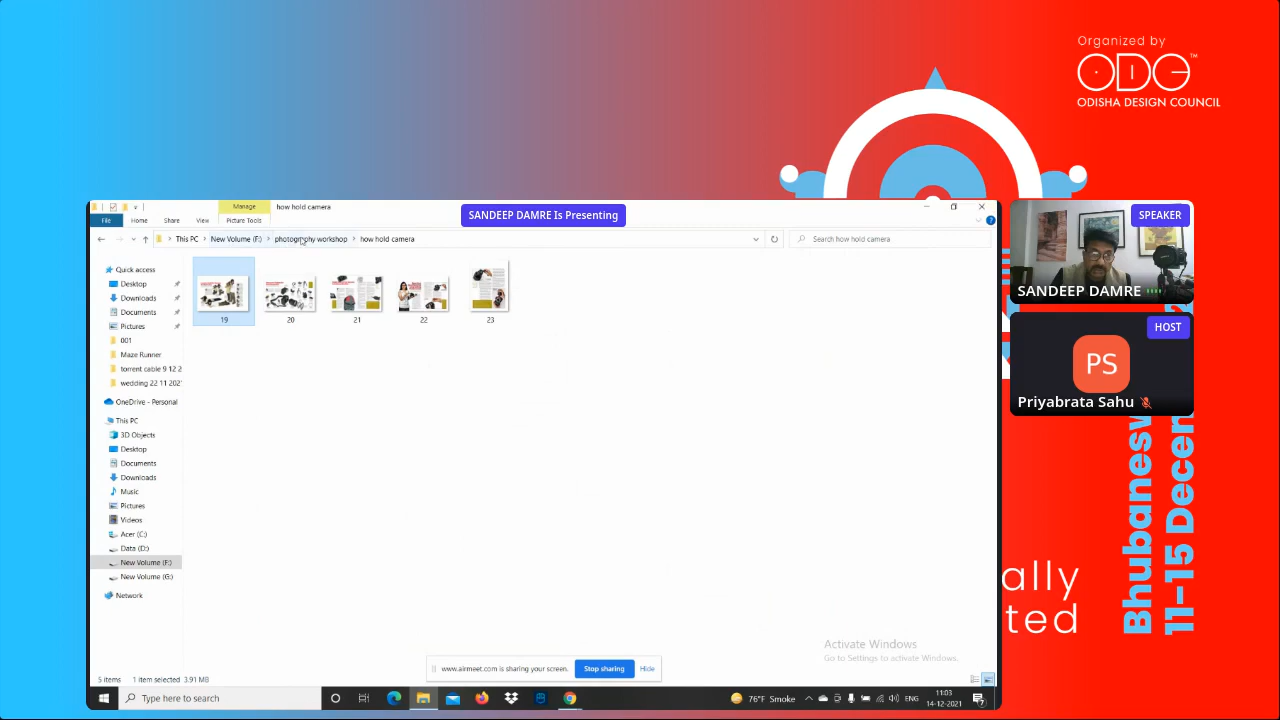 Organized by
ODC™
ODISHA DESIGN COUNCIL
Manage
how hold camera
SANDEEP DAMRE Is Presenting
File
Home
Share
View
Picture Tools
This PC
New Volume (F:)
photography workshop
how hold camera
Search how hold camera
Quick access
Desktop
Downloads
Documents
Pictures
001
Maze Runner
torrent cable 9 12 2
wedding 22 11 202
OneDrive - Personal
This PC
3D Objects
Desktop
Documents
Downloads
Music
Pictures
Videos
Acer (C:)
Data (D:)
New Volume (F:)
New Volume (G:)
Network
19
20
21
22
23
SPEAKER
SANDEEP DAMRE
HOST
PS
Priyabrata Sahu
Bhubanesw
11-15 Decem
ally
ted
Activate Windows
Go to Settings to activate Windows.
www.airmeet.com is sharing your screen.
Stop sharing
Hide
5 items
1 item selected 3.91 MB
Type here to search
76°F Smoke
ENG
11:03
14-12-2021